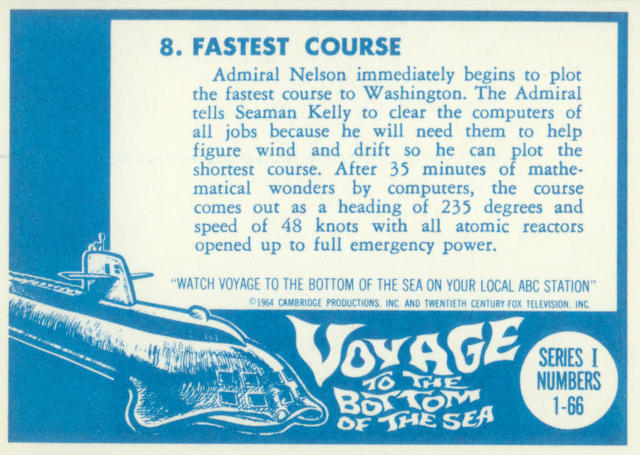 8. FASTEST COURSE
Admiral Nelson immediately begins to plot
the fastest course to Washington. The Admiral
tells Seaman Kelly to clear the computers of
all jobs because he will need them to help
figure wind and drift so he can plot the
shortest course. After 35 minutes of mathe-
matical wonders by computers, the course
comes out as a heading of 235 degrees and
speed of 48 knots with all atomic reactors
opened up to full emergency power.
"WATCH VOYAGE TO THE BOTTOM OF THE SEA ON YOUR LOCAL ABC STATION"
©1964 CAMBRIDGE PRODUCTIONS, INC. AND TWENTIETH CENTURY-FOX TELEVISION, INC.
VOYAGE
TO THE
BOTTOM
OF THE SEA
SERIES I
NUMBERS
1-66